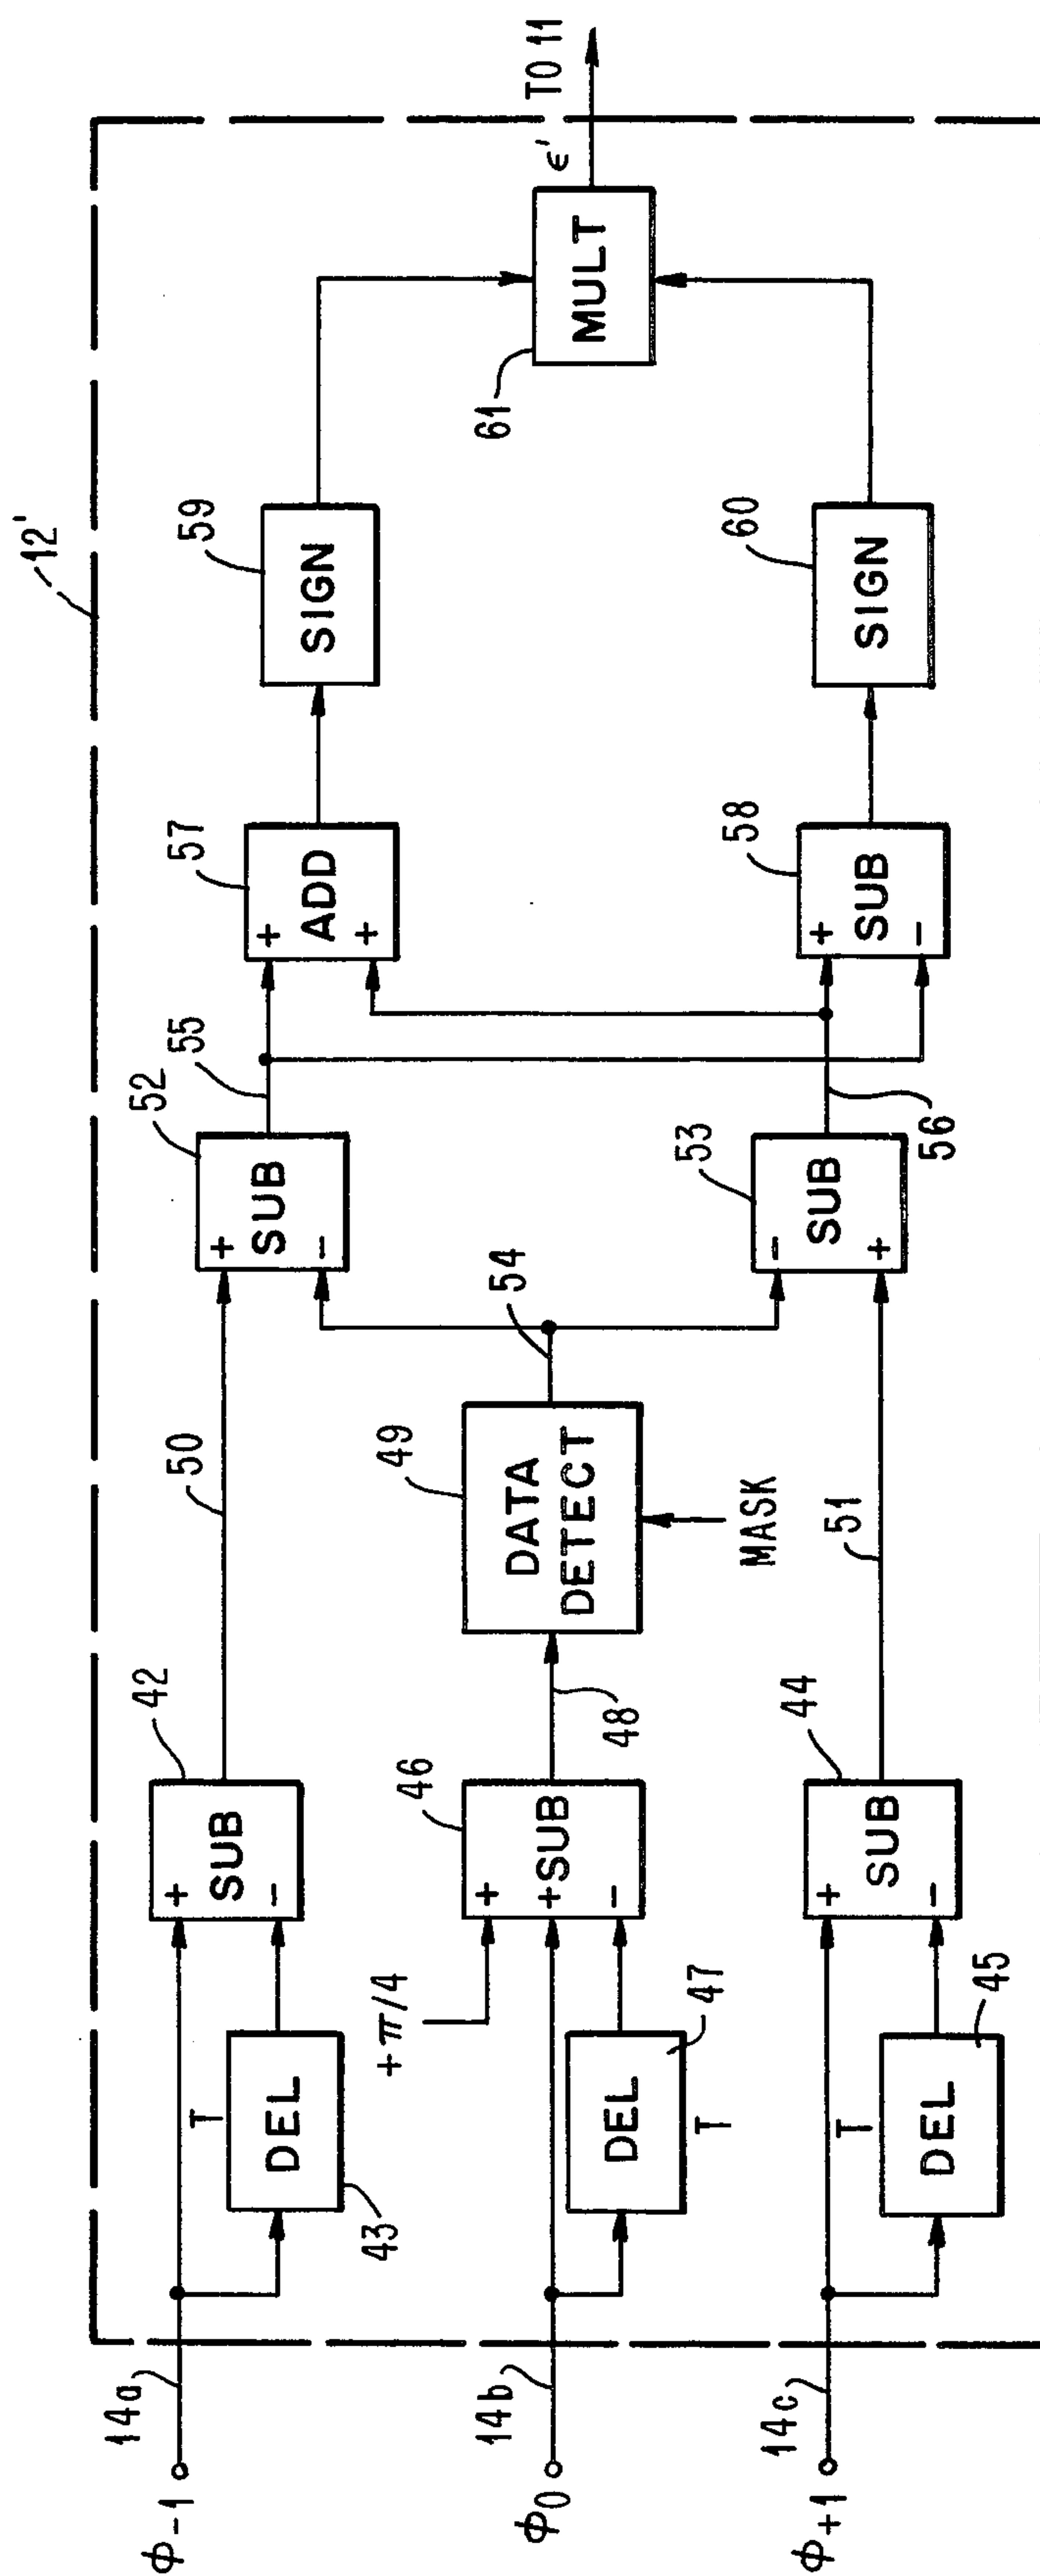 12'
ϕ-1
14a
T
DEL
43
+
SUB
-
42
50
+
SUB
-
52
55
+
ADD
+
57
SIGN
59
ϕ0
14b
DEL
T
47
+π/4
+
+SUB
-
46
48
DATA
DETECT
49
MASK
54
MULT
61
ϵ'
TO 11
ϕ+1
14c
T
DEL
45
+
SUB
-
44
51
-
SUB
+
53
56
+
SUB
-
58
SIGN
60